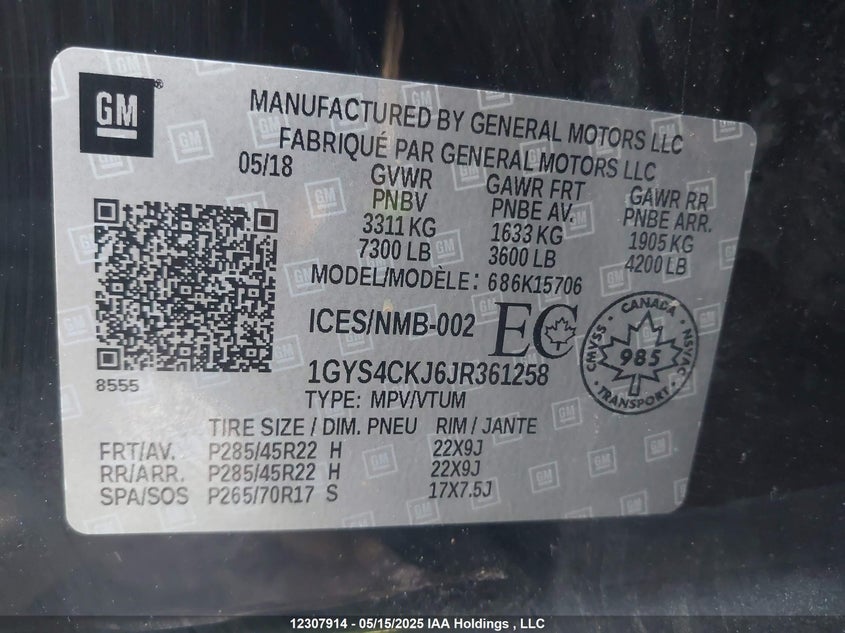 GM
MANUFACTURED BY GENERAL MOTORS LLC
FABRIQUÉ PAR GENERAL MOTORS LLC
05/18 GVWR GAWR FRT GAWR RR
PNBV PNBE AV. PNBE ARR.
3311 KG 1633 KG 1905 KG
7300 LB 3600 LB 4200 LB
MODEL/MODÈLE: 686K15706
ICES/NMB-002 EC
CANADA
CMVSS 985 NSVAC
TRANSPORT
8555
1GYS4CKJ6JR361258
TYPE: MPV/VTUM
TIRE SIZE / DIM. PNEU RIM / JANTE
FRT/AV. P285/45R22 H 22X9J
RR/ARR. P285/45R22 H 22X9J
SPA/SOS P265/70R17 S 17X7.5J
12307914 - 05/15/2025 IAA Holdings , LLC